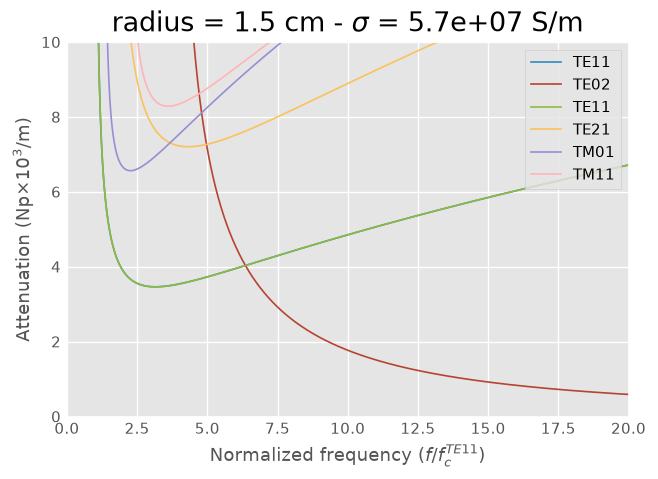 radius = 1.5 cm - σ = 5.7e+07 S/m
Attenuation (Np×10³/m)
10
8
6
4
2
0
0.0 2.5 5.0 7.5 10.0 12.5 15.0 17.5 20.0
Normalized frequency (f/f_c^{TE11})
TE11
TE02
TE11
TE21
TM01
TM11